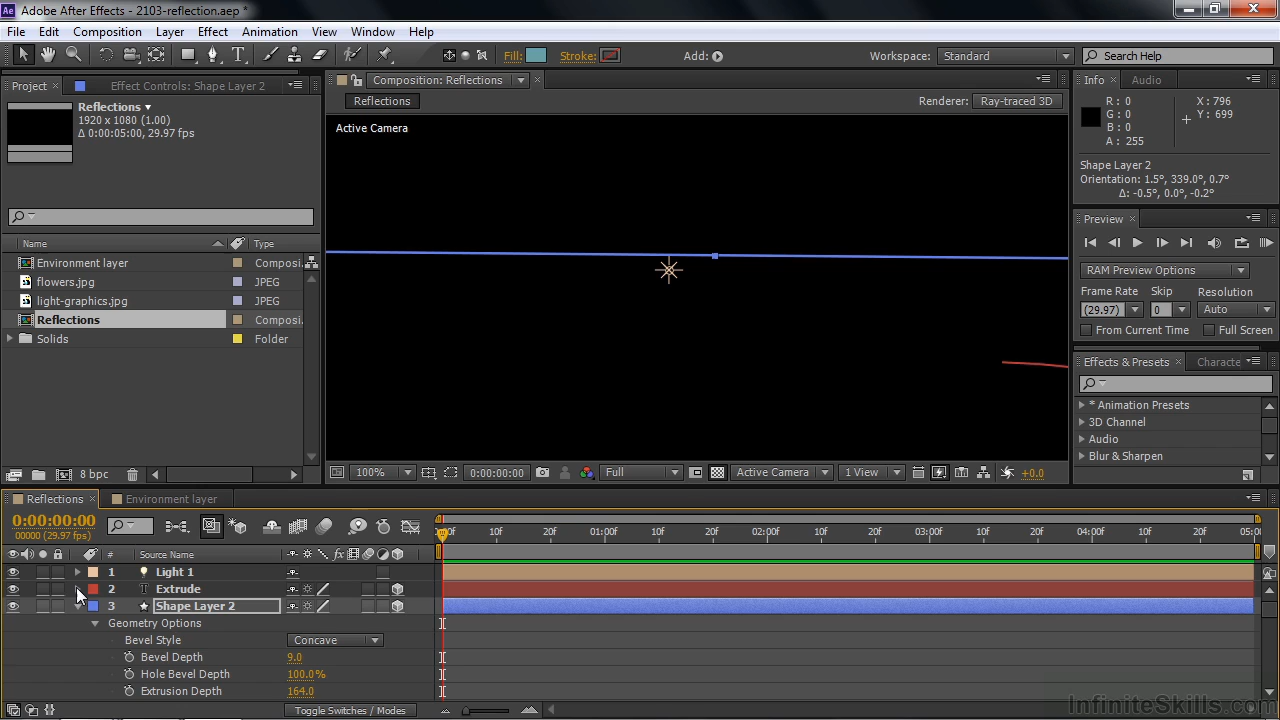 Ae Adobe After Effects - 2103-reflection.aep *
File Edit Composition Layer Effect Animation View Window Help
T Fill: Stroke: Add: Workspace: Standard Search Help
Project × Effect Controls: Shape Layer 2
Reflections ▼
1920 x 1080 (1.00)
Δ 0:00:05:00, 29.97 fps
Name Type
Environment layer Composi.
flowers.jpg JPEG
light-graphics.jpg JPEG
Reflections Composi.
Solids Folder
8 bpc
Composition: Reflections
Reflections Renderer: Ray-traced 3D
Active Camera
100% 0:00:00:00 Full Active Camera 1 View +0.0
Info × Audio
R : 0 X : 796
G : 0 Y : 699
B : 0
A : 255
Shape Layer 2
Orientation: 1.5°, 339.0°, 0.7°
Δ: -0.5°, 0.0°, -0.2°
Preview ×
RAM Preview Options
Frame Rate Skip Resolution
(29.97) 0 Auto
From Current Time Full Screen
Effects & Presets × Characte
* Animation Presets
3D Channel
Audio
Blur & Sharpen
Reflections × Environment layer
0:00:00:00
00000 (29.97 fps)
00f 10f 20f 01:00f 10f 20f 02:00f 10f 20f 03:00f 10f 20f 04:00f 10f 20f 05:00
# Source Name fx
1 Light 1
2 T Extrude
3 Shape Layer 2
Geometry Options
Bevel Style Concave
Bevel Depth 9.0
Hole Bevel Depth 100.0%
Extrusion Depth 164.0
Toggle Switches / Modes
InfiniteSkills.com